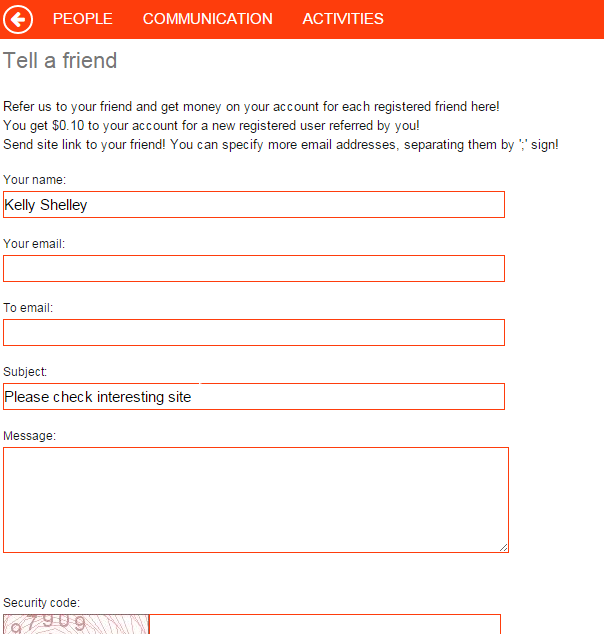 PEOPLE COMMUNICATION ACTIVITIES
Tell a friend
Refer us to your friend and get money on your account for each registered friend here!
You get $0.10 to your account for a new registered user referred by you!
Send site link to your friend! You can specify more email addresses, separating them by ';' sign!
Your name:
Kelly Shelley
Your email:
To email:
Subject:
Please check interesting site
Message:
Security code:
97909